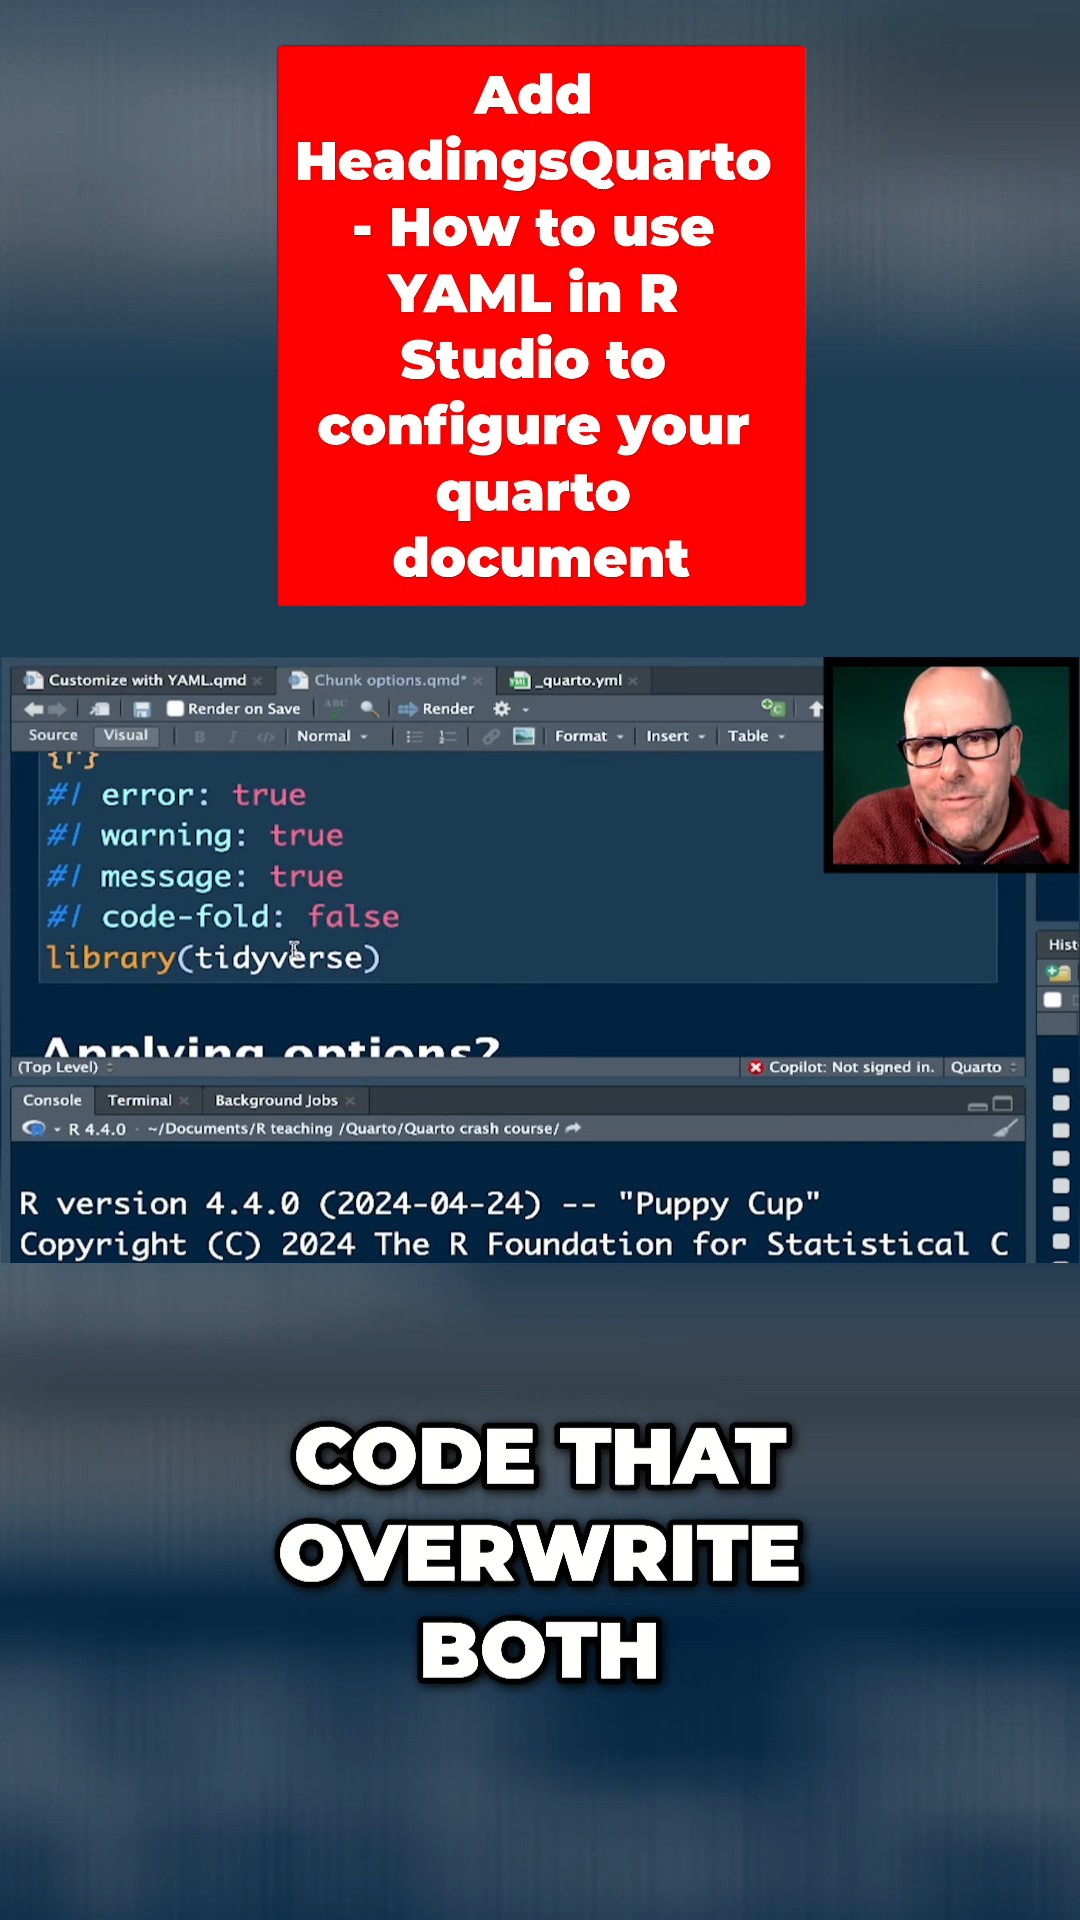 Add
HeadingsQuarto
- How to use
YAML in R
Studio to
configure your
quarto
document
Customize with YAML.qmd
Chunk options.qmd*
_quarto.yml
Render on Save
ABC
Render
Source
Visual
B
I
</>
Normal
Format
Insert
Table
{r}
#| error: true
#| warning: true
#| message: true
#| code-fold: false
library(tidyverse)
Applying options?
(Top Level)
Copilot: Not signed in.
Quarto
Hist
Console
Terminal
Background Jobs
R 4.4.0 · ~/Documents/R teaching /Quarto/Quarto crash course/
R version 4.4.0 (2024-04-24) -- "Puppy Cup"
Copyright (C) 2024 The R Foundation for Statistical C
CODE THAT
OVERWRITE
BOTH